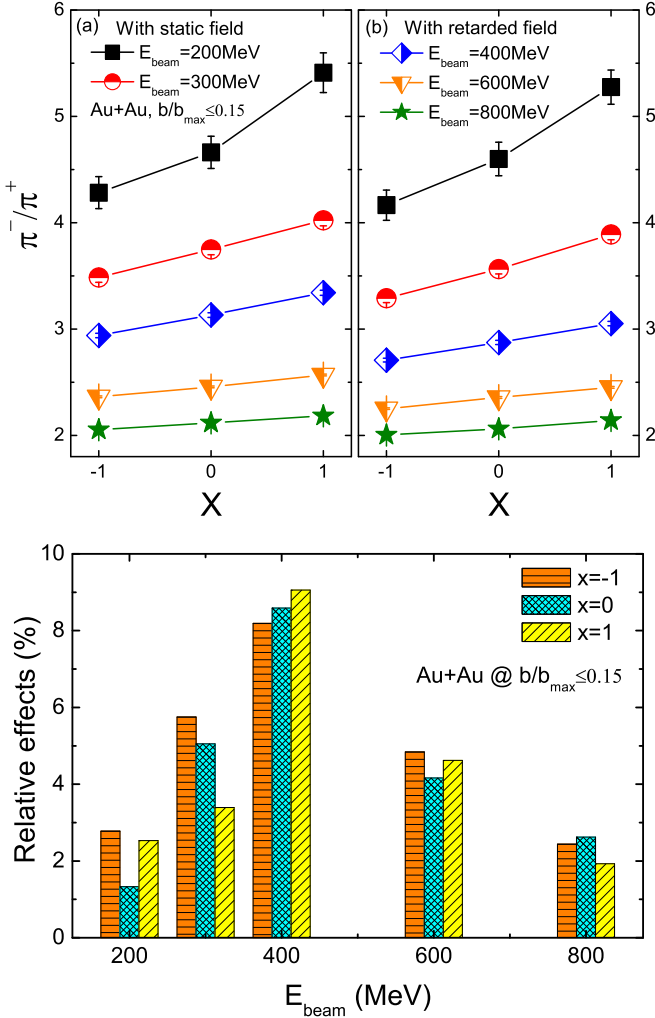 (a) With static field
E_beam=200MeV
E_beam=300MeV
Au+Au, b/b_max≤0.15
(b) With retarded field
E_beam=400MeV
E_beam=600MeV
E_beam=800MeV
6
5
4
3
2
π⁻/π⁺
6
5
4
3
2
-1 0 1
-1 0 1
X X
10
8
6
4
2
0
Relative effects (%)
x=-1
x=0
x=1
Au+Au @ b/b_max≤0.15
200 400 600 800
E_beam (MeV)